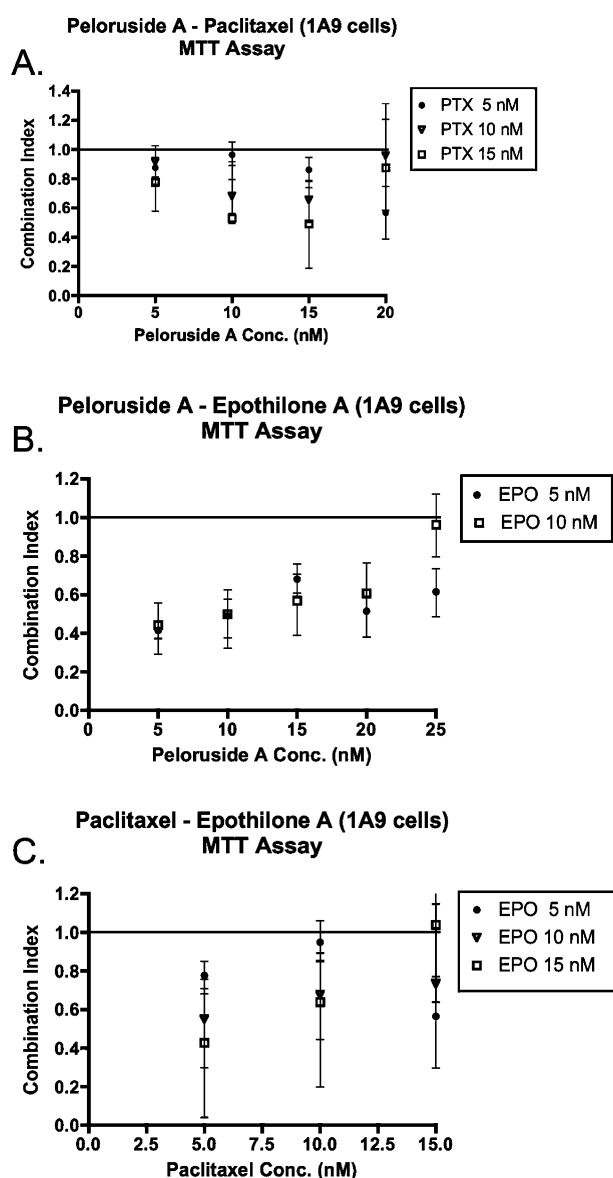 Peloruside A - Paclitaxel (1A9 cells)
MTT Assay
A.
1.4
1.2
1.0
0.8
0.6
0.4
0.2
0.0
Combination Index
0 5 10 15 20
Peloruside A Conc. (nM)
PTX 5 nM
PTX 10 nM
PTX 15 nM
Peloruside A - Epothilone A (1A9 cells)
MTT Assay
B.
1.2
1.0
0.8
0.6
0.4
0.2
0.0
Combination Index
0 5 10 15 20 25
Peloruside A Conc. (nM)
EPO 5 nM
EPO 10 nM
Paclitaxel - Epothilone A (1A9 cells)
MTT Assay
C.
1.2
1.0
0.8
0.6
0.4
0.2
0.0
Combination Index
0.0 2.5 5.0 7.5 10.0 12.5 15.0
Paclitaxel Conc. (nM)
EPO 5 nM
EPO 10 nM
EPO 15 nM